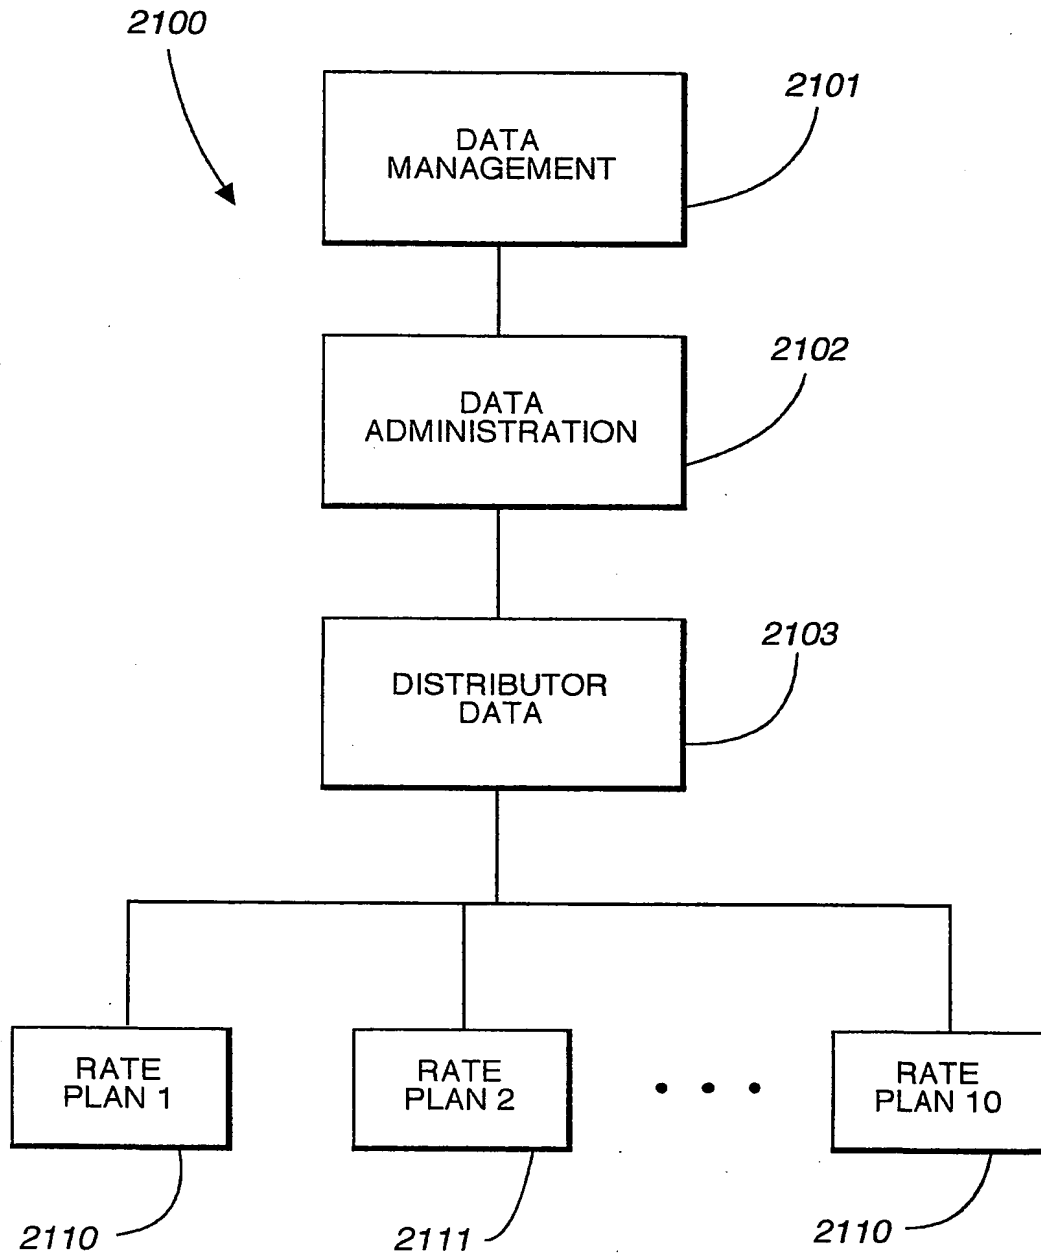 2100
2101
DATA
MANAGEMENT
2102
DATA
ADMINISTRATION
2103
DISTRIBUTOR
DATA
RATE
PLAN 1
RATE
PLAN 2
RATE
PLAN 10
2110
2111
2110